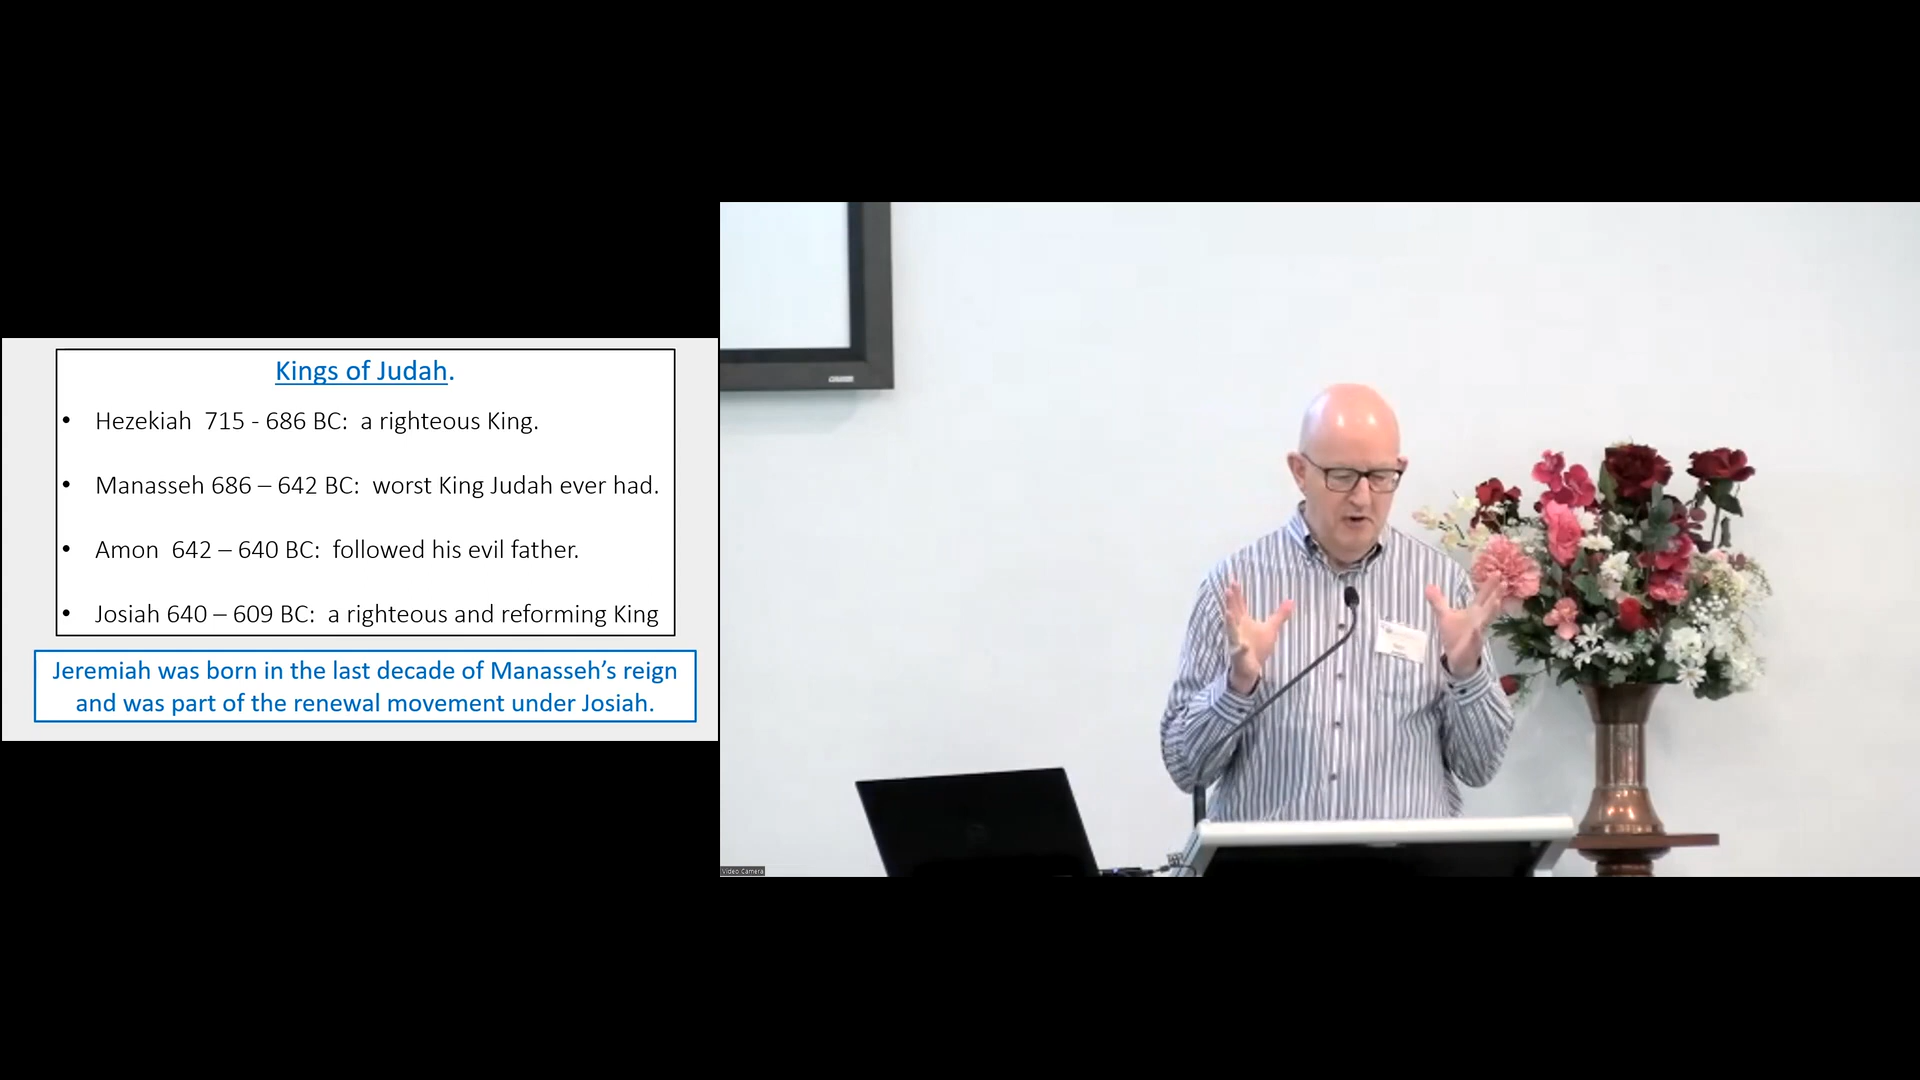 Kings of Judah.
• Hezekiah 715 - 686 BC: a righteous King.
• Manasseh 686 – 642 BC: worst King Judah ever had.
• Amon 642 – 640 BC: followed his evil father.
• Josiah 640 – 609 BC: a righteous and reforming King
Jeremiah was born in the last decade of Manasseh’s reign
and was part of the renewal movement under Josiah.
Video Camera